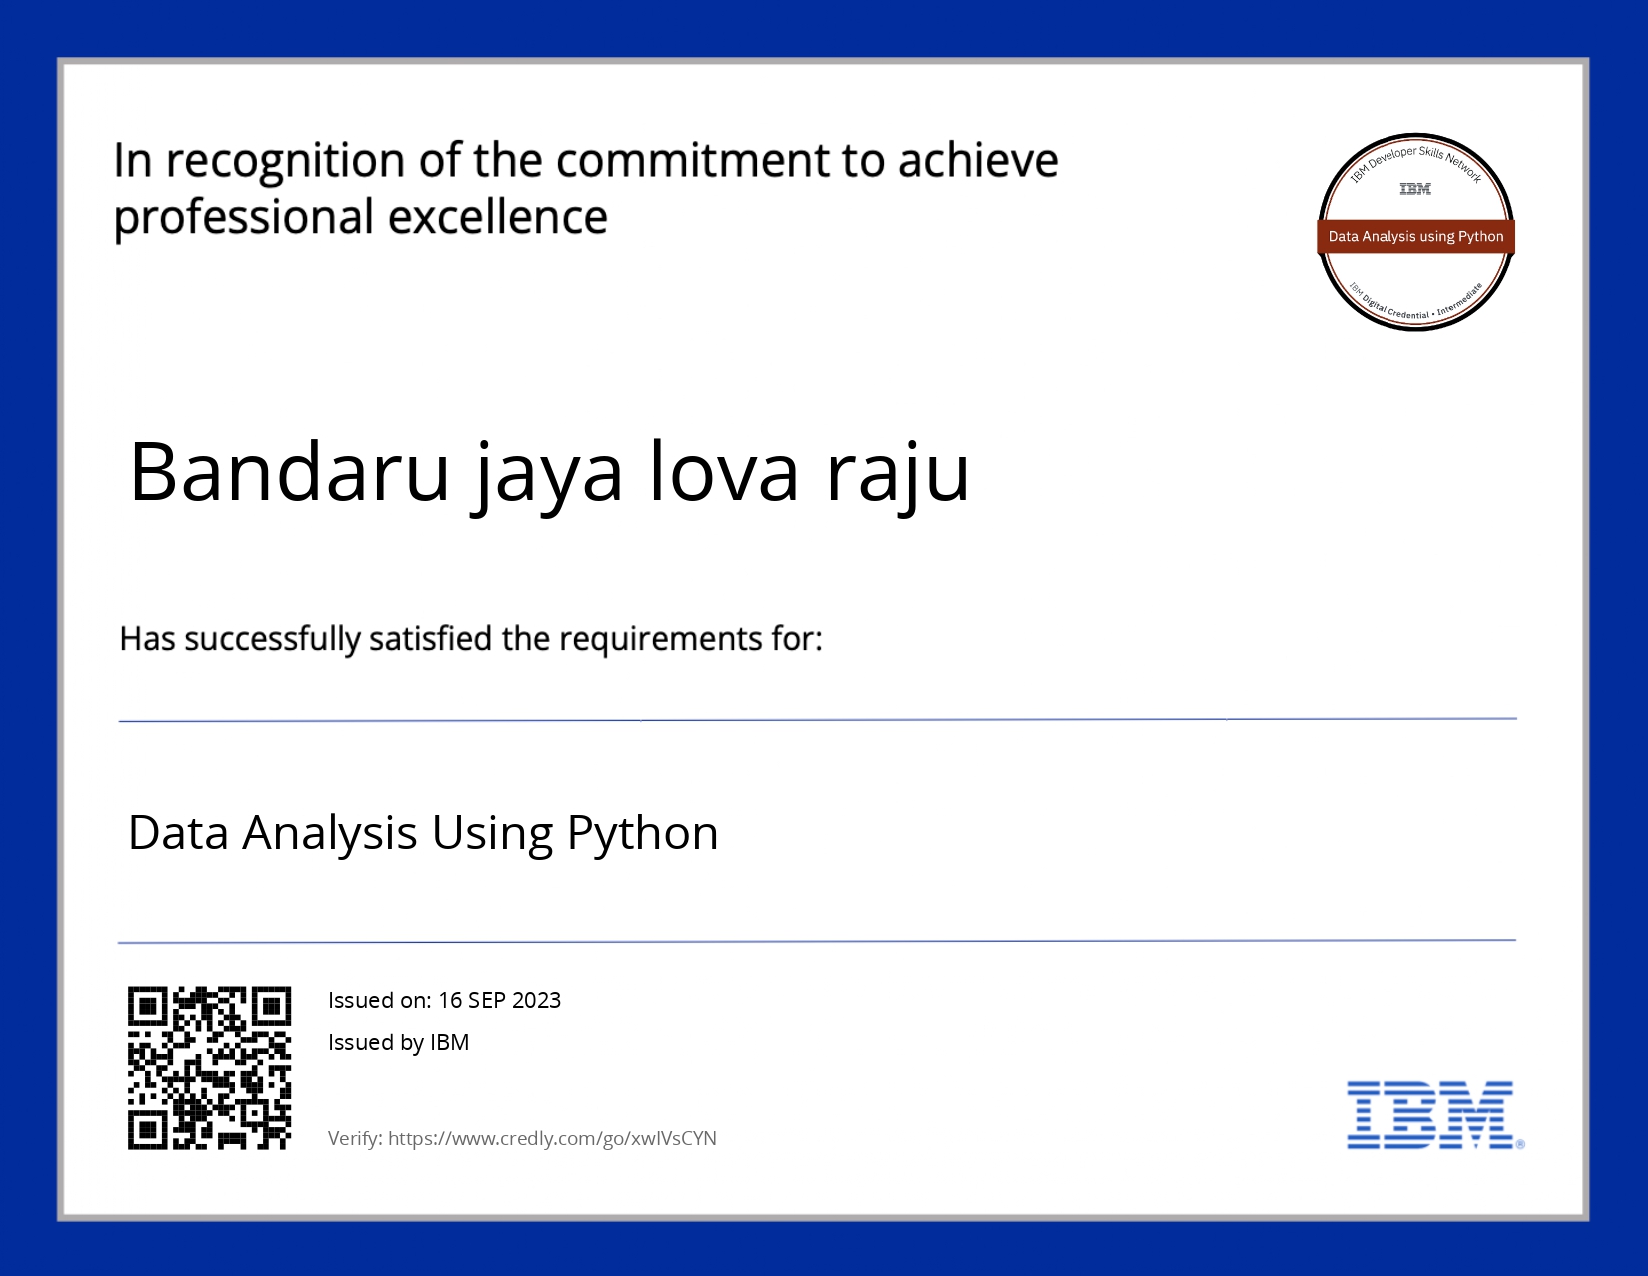 In recognition of the commitment to achieve
professional excellence
IBM Developer Skills Network
IBM
Data Analysis using Python
IBM Digital Credential • Intermediate
Bandaru jaya lova raju
Has successfully satisfied the requirements for:
Data Analysis Using Python
Issued on: 16 SEP 2023
Issued by IBM
Verify: https://www.credly.com/go/xwlVsCYN
IBM®